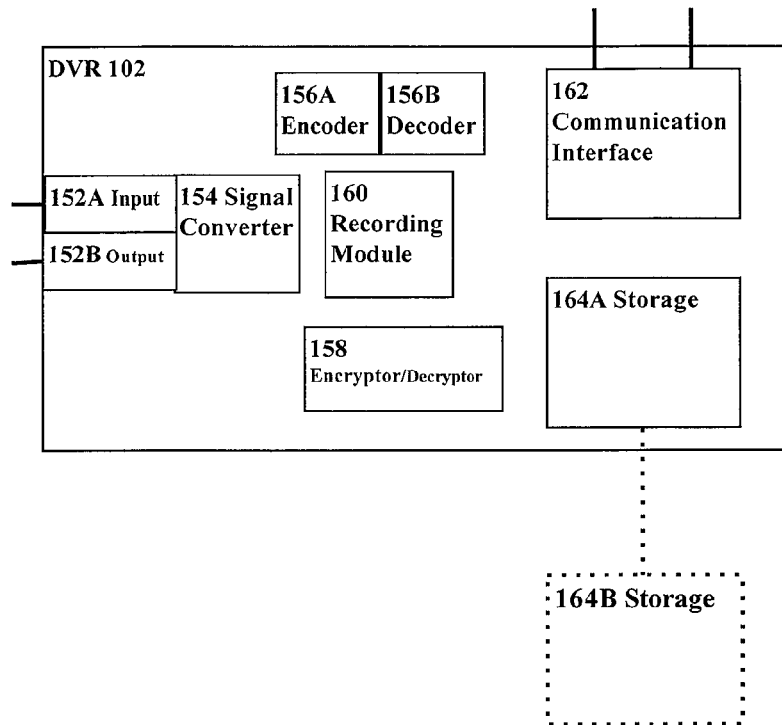 DVR 102
156A
Encoder
156B
Decoder
162
Communication
Interface
152A Input
152B Output
154 Signal
Converter
160
Recording
Module
164A Storage
158
Encryptor/Decryptor
164B Storage